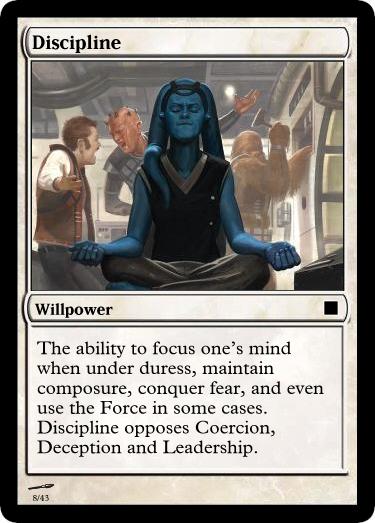 Discipline
Willpower
The ability to focus one's mind
when under duress, maintain
composure, conquer fear, and even
use the Force in some cases.
Discipline opposes Coercion,
Deception and Leadership.
8/43